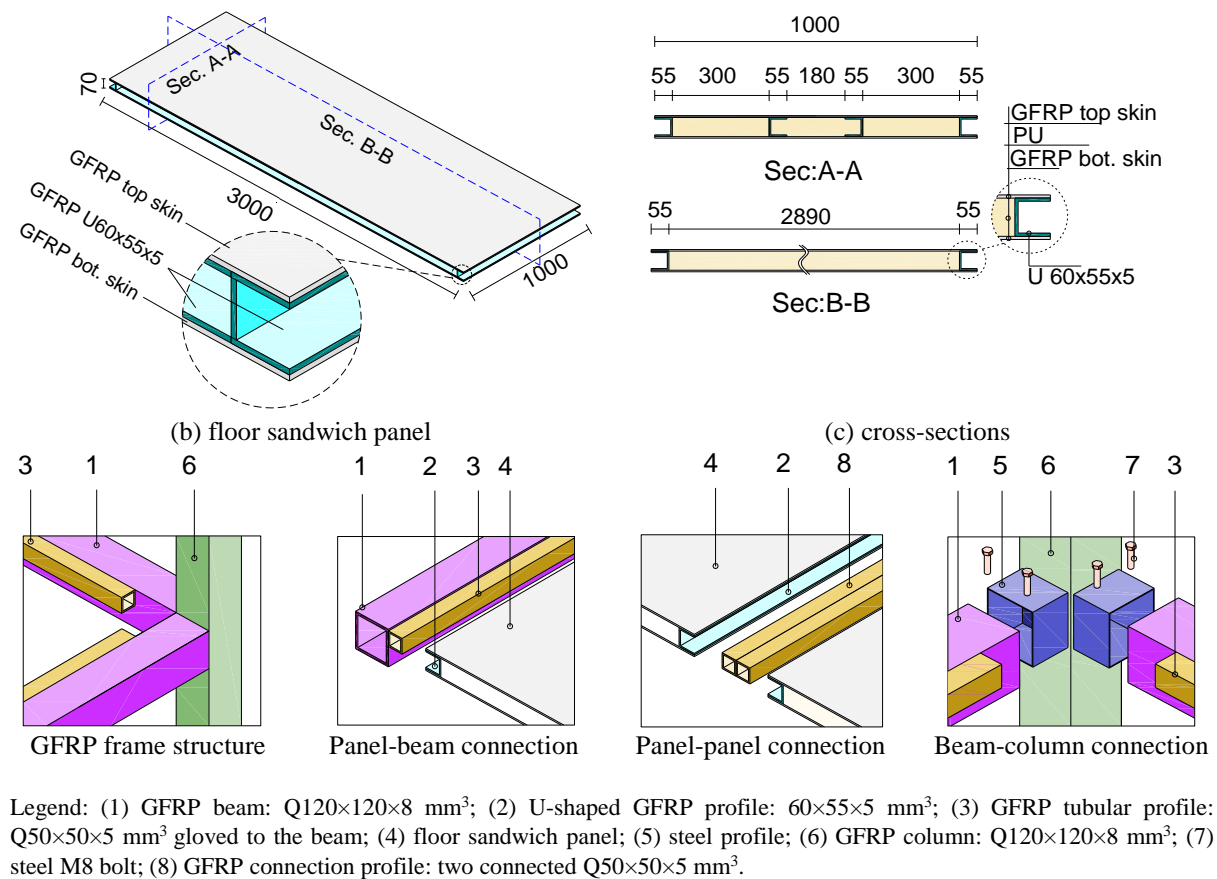 70
Sec. A-A
Sec. B-B
3000
1000
GFRP top skin
GFRP U60x55x5
GFRP bot. skin
(b) floor sandwich panel
1000
55 300 55 180 55 300 55
GFRP top skin
PU
GFRP bot. skin
Sec:A-A
55 2890 55
U 60x55x5
Sec:B-B
(c) cross-sections
3 1 6
GFRP frame structure
1 2 3 4
Panel-beam connection
4 2 8
Panel-panel connection
1 5 6 7 3
Beam-column connection
Legend: (1) GFRP beam: Q120×120×8 mm³; (2) U-shaped GFRP profile: 60×55×5 mm³; (3) GFRP tubular profile:
Q50×50×5 mm³ gloved to the beam; (4) floor sandwich panel; (5) steel profile; (6) GFRP column: Q120×120×8 mm³; (7)
steel M8 bolt; (8) GFRP connection profile: two connected Q50×50×5 mm³.